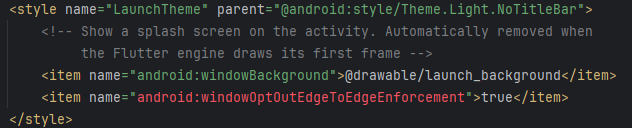 <style name="LaunchTheme" parent="@android:style/Theme.Light.NoTitleBar">
<!-- Show a splash screen on the activity. Automatically removed when
the Flutter engine draws its first frame -->
<item name="android:windowBackground">@drawable/launch_background</item>
<item name="android:windowOptOutEdgeToEdgeEnforcement">true</item>
</style>